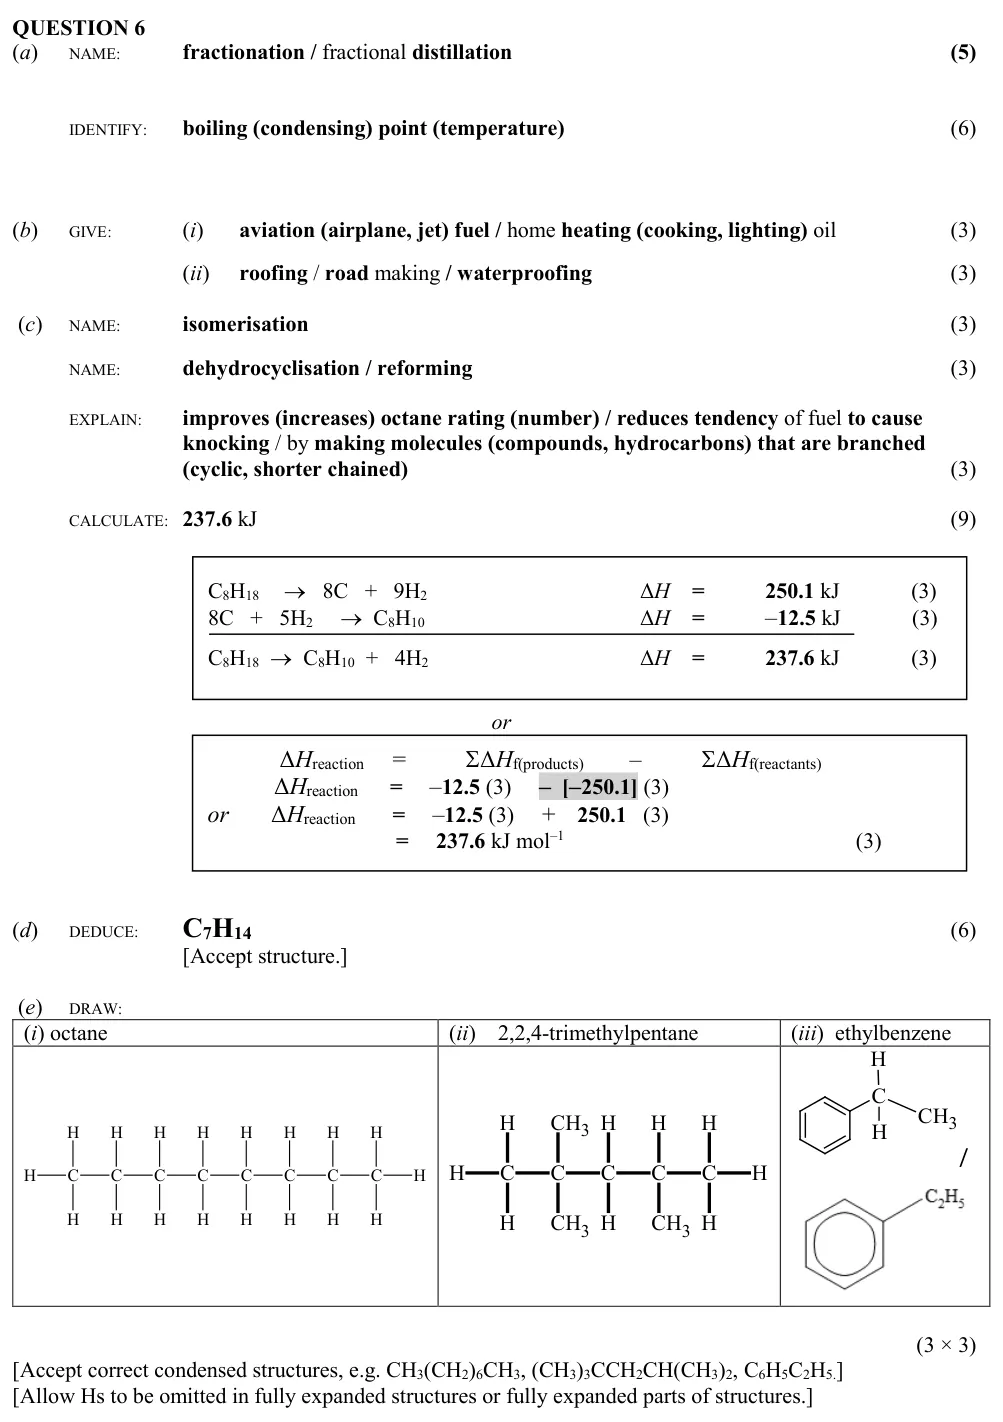 QUESTION 6
(a) NAME: fractionation / fractional distillation (5)
IDENTIFY: boiling (condensing) point (temperature) (6)
(b) GIVE: (i) aviation (airplane, jet) fuel / home heating (cooking, lighting) oil (3)
(ii) roofing / road making / waterproofing (3)
(c) NAME: isomerisation (3)
NAME: dehydrocyclisation / reforming (3)
EXPLAIN: improves (increases) octane rating (number) / reduces tendency of fuel to cause
knocking / by making molecules (compounds, hydrocarbons) that are branched
(cyclic, shorter chained) (3)
CALCULATE: 237.6 kJ (9)
C₈H₁₈ → 8C + 9H₂ ΔH = 250.1 kJ (3)
8C + 5H₂ → C₈H₁₀ ΔH = –12.5 kJ (3)
C₈H₁₈ → C₈H₁₀ + 4H₂ ΔH = 237.6 kJ (3)
or
ΔHreaction = ΣΔHf(products) – ΣΔHf(reactants)
ΔHreaction = –12.5 (3) – [–250.1] (3)
or ΔHreaction = –12.5 (3) + 250.1 (3)
= 237.6 kJ mol⁻¹ (3)
(d) DEDUCE: C₇H₁₄ (6)
[Accept structure.]
(e) DRAW:
(i) octane (ii) 2,2,4-trimethylpentane (iii) ethylbenzene
H H H H H H H H
H C C C C C C C C H
H H H H H H H H
H CH₃ H H H
H C C C C C H
H CH₃ H CH₃ H
H
C
CH₃
H
/
C₂H₅
(3 × 3)
[Accept correct condensed structures, e.g. CH₃(CH₂)₆CH₃, (CH₃)₃CCH₂CH(CH₃)₂, C₆H₅C₂H₅.]
[Allow Hs to be omitted in fully expanded structures or fully expanded parts of structures.]